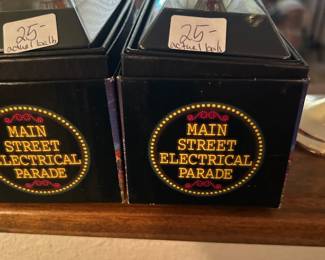 25-
actual bulb
25-
actual bulb
MAIN
STREET
ELECTRICAL
PARADE
MAIN
STREET
ELECTRICAL
PARADE